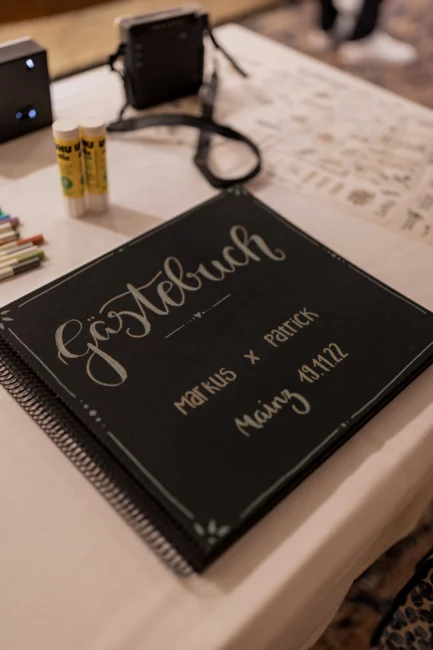 Gästebuch
MarKus x Patrick
Mainz 19.11.22